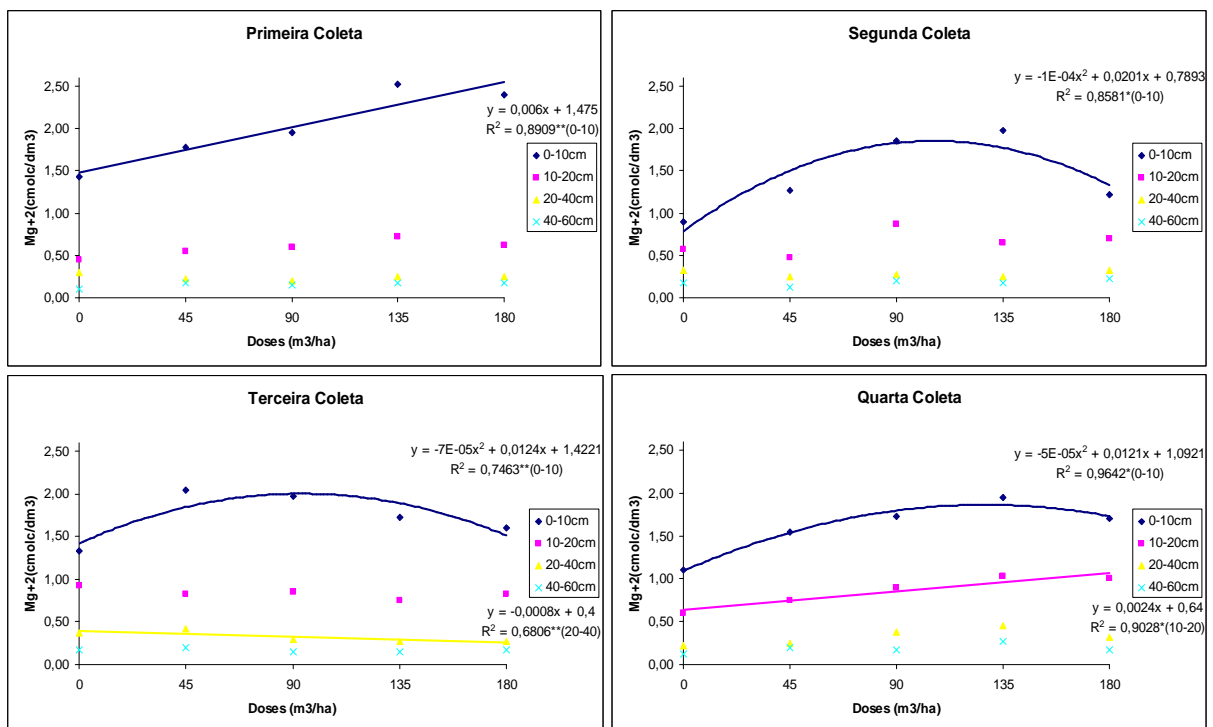 Primeira Coleta
Mg+2(cmolc/dm3)
2,50
2,00
1,50
1,00
0,50
0,00
0 45 90 135 180
Doses (m3/ha)
y = 0,006x + 1,475
R² = 0,8909**(0-10)
0-10cm
10-20cm
20-40cm
40-60cm
Segunda Coleta
Mg+2(cmolc/dm3)
2,50
2,00
1,50
1,00
0,50
0,00
0 45 90 135 180
Doses (m3/ha)
y = -1E-04x² + 0,0201x + 0,7893
R² = 0,8581*(0-10)
0-10cm
10-20cm
20-40cm
40-60cm
Terceira Coleta
Mg+2(cmolc/dm3)
2,50
2,00
1,50
1,00
0,50
0,00
0 45 90 135 180
Doses (m3/ha)
y = -7E-05x² + 0,0124x + 1,4221
R² = 0,7463**(0-10)
0-10cm
10-20cm
20-40cm
40-60cm
y = -0,0008x + 0,4
R² = 0,6806**(20-40)
Quarta Coleta
Mg+2(cmolc/dm3)
2,50
2,00
1,50
1,00
0,50
0,00
0 45 90 135 180
Doses (m3/ha)
y = -5E-05x² + 0,0121x + 1,0921
R² = 0,9642*(0-10)
0-10cm
10-20cm
20-40cm
40-60cm
y = 0,0024x + 0,64
R² = 0,9028*(10-20)